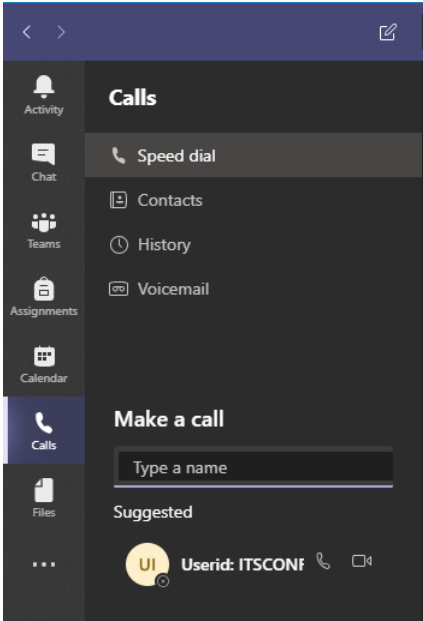 Activity
Chat
Teams
Assignments
Calendar
Calls
Files
Calls
Speed dial
Contacts
History
Voicemail
Make a call
Type a name
Suggested
UI
Userid: ITSCONF